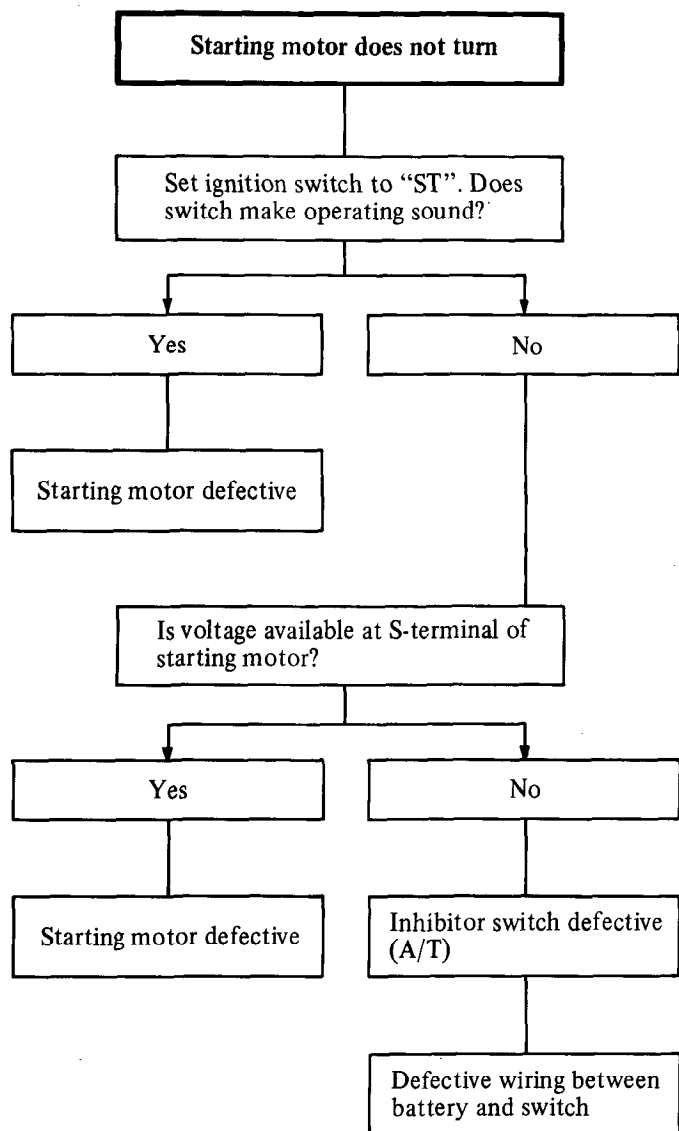 Starting motor does not turn
Set ignition switch to “ST”. Does
switch make operating sound?
Yes
No
Starting motor defective
Is voltage available at S-terminal of
starting motor?
Yes
No
Starting motor defective
Inhibitor switch defective
(A/T)
Defective wiring between
battery and switch